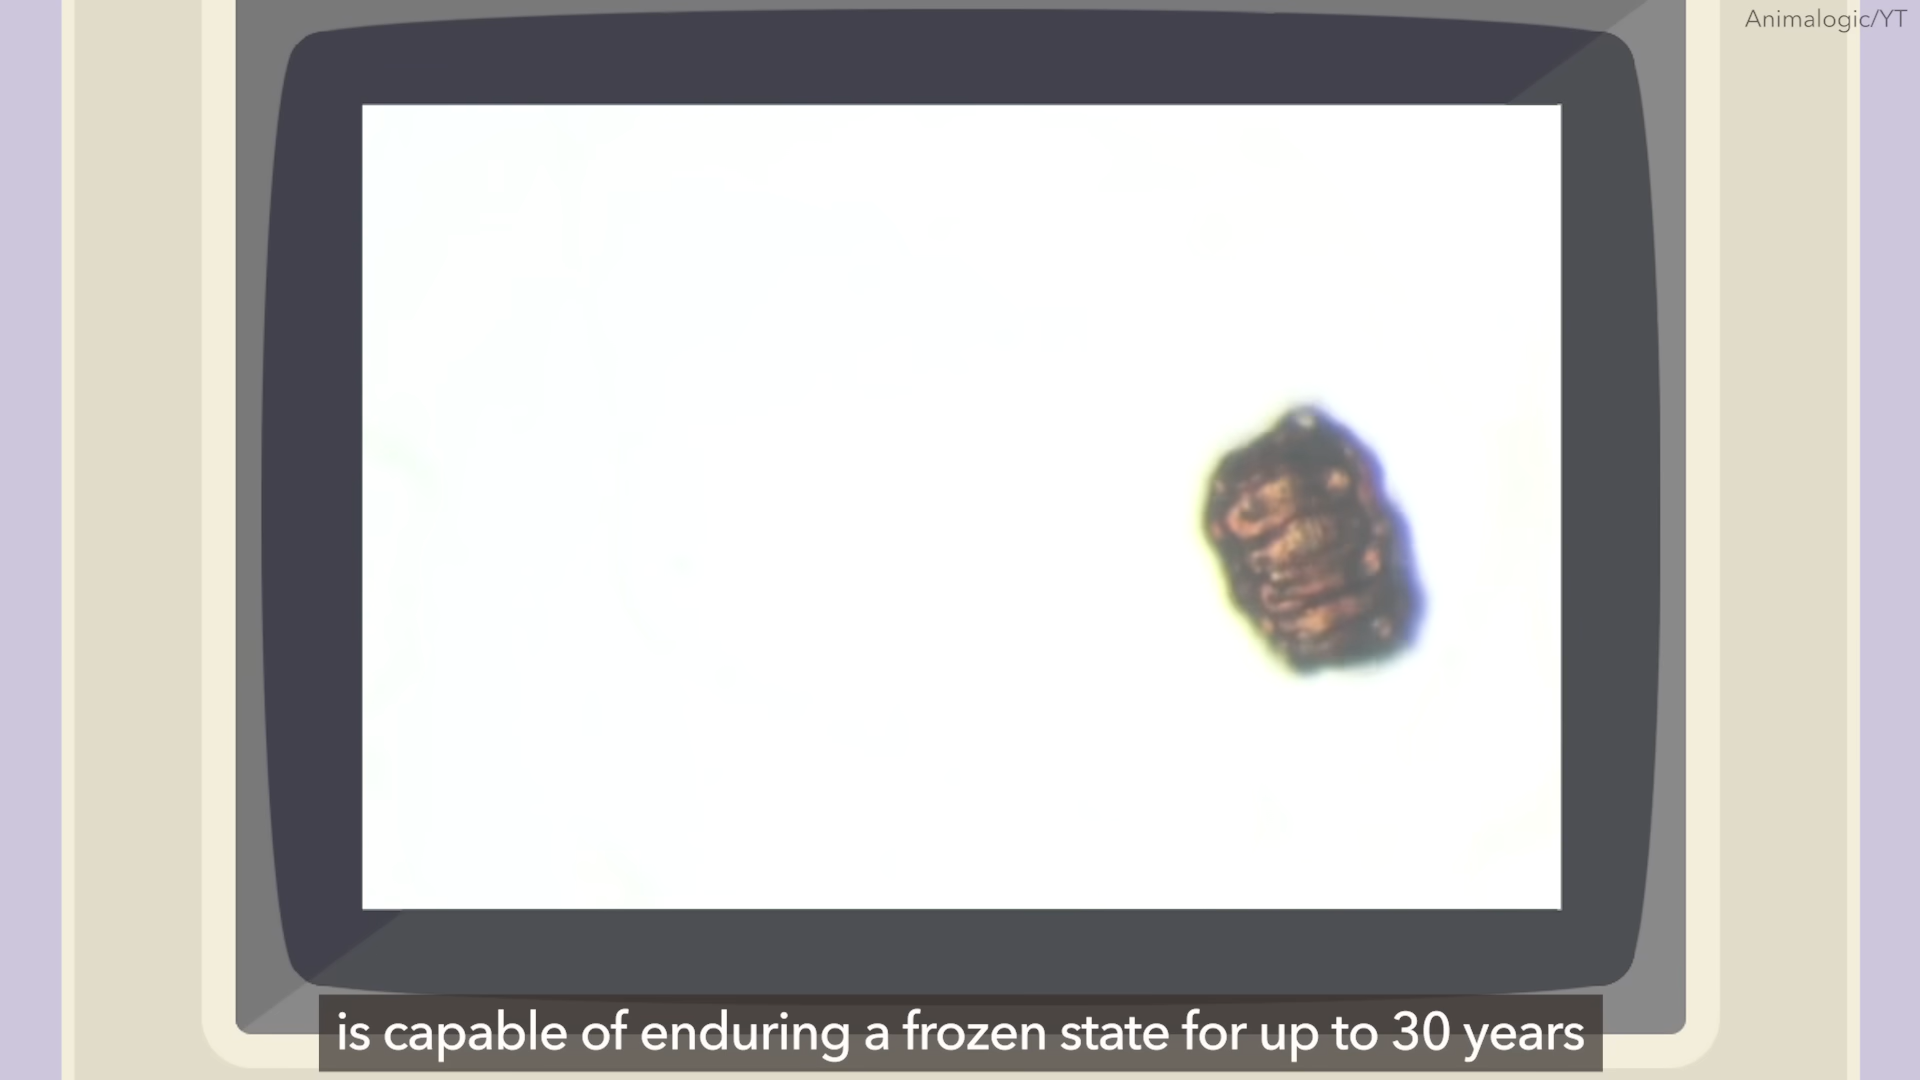 Animalogic/YT
is capable of enduring a frozen state for up to 30 years